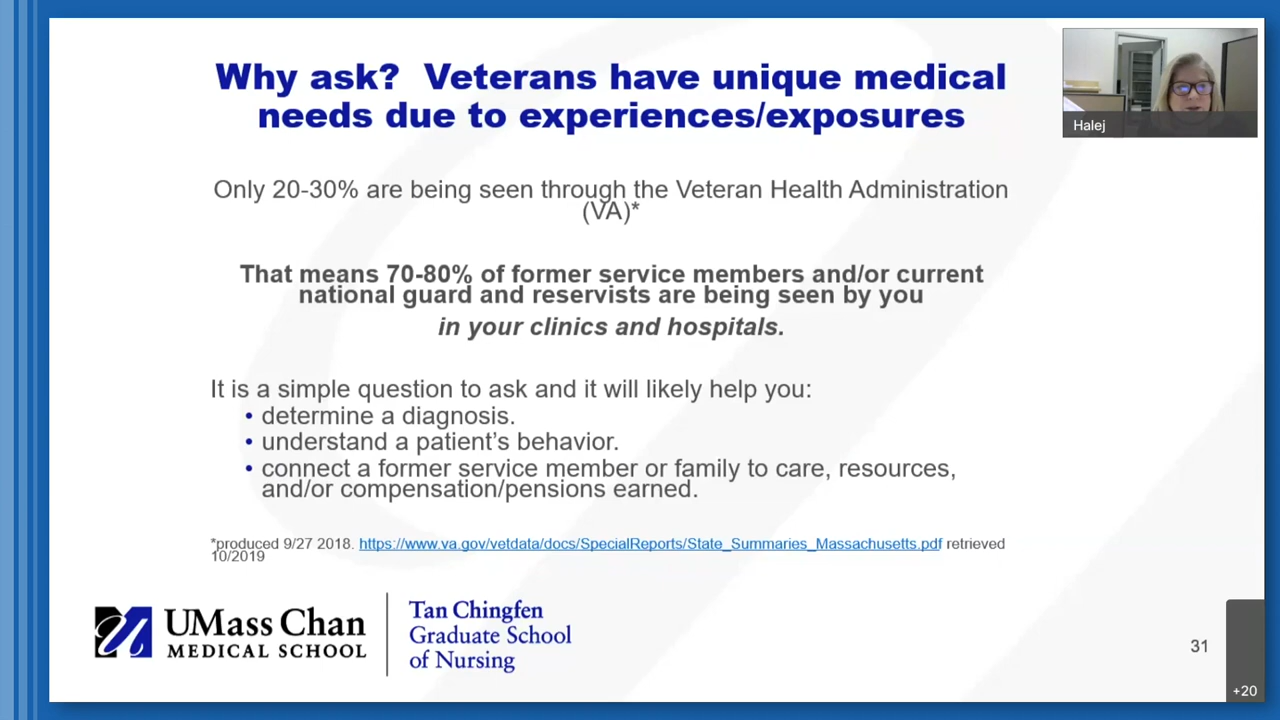 Why ask?  Veterans have unique medical
needs due to experiences/exposures
Halej
Only 20-30% are being seen through the Veteran Health Administration
(VA)*
That means 70-80% of former service members and/or current
national guard and reservists are being seen by you
in your clinics and hospitals.
It is a simple question to ask and it will likely help you:
• determine a diagnosis.
• understand a patient's behavior.
• connect a former service member or family to care, resources,
and/or compensation/pensions earned.
*produced 9/27 2018. https://www.va.gov/vetdata/docs/SpecialReports/State_Summaries_Massachusetts.pdf retrieved
10/2019
UMass Chan
MEDICAL SCHOOL
Tan Chingfen
Graduate School
of Nursing
31
+20